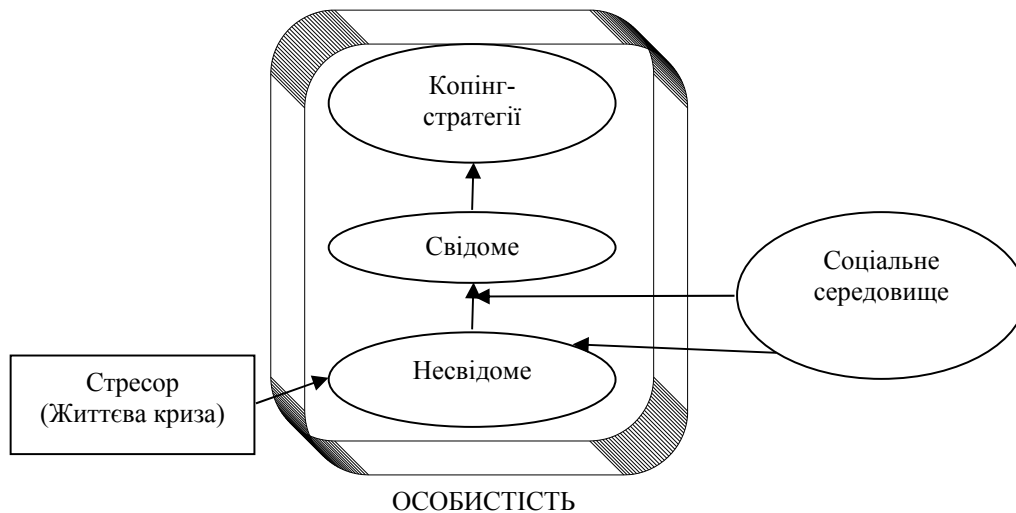 Копінг-
стратегії
Свідоме
Соціальне
середовище
Несвідоме
Стресор
(Життєва криза)
ОСОБИСТІСТЬ